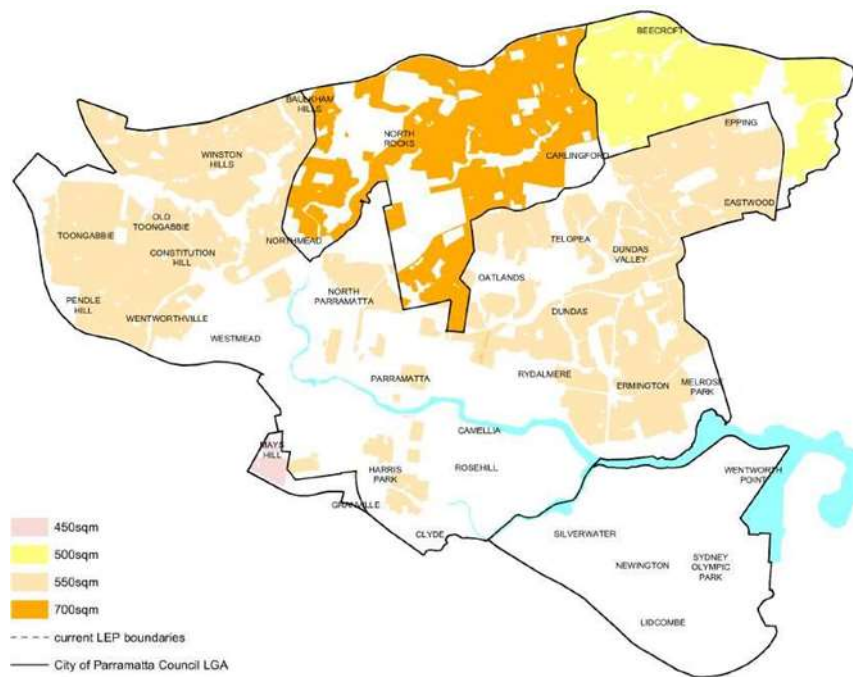 BEECROFT
BAULKHAM
HILLS
NORTH
ROCKS
EPPING
WINSTON
HILLS
CARLINGFORD
EASTWOOD
OLD
TOONGABBIE
TOONGABBIE
NORTHMEAD
TELOPEA
CONSTITUTION
HILL
DUNDAS
VALLEY
OATLANDS
NORTH
PARRAMATTA
PENDLE
HILL
DUNDAS
WENTWORTHVILLE
WESTMEAD
PARRAMATTA
RYDALMERE
ERMINGTON
MELROSE
PARK
CAMELLIA
MAYS
HILL
HARRIS
PARK
ROSEHILL
WENTWORTH
POINT
GRANVILLE
CLYDE
SILVERWATER
NEWINGTON
SYDNEY
OLYMPIC
PARK
LIDCOMBE
450sqm
500sqm
550sqm
700sqm
current LEP boundaries
City of Parramatta Council LGA